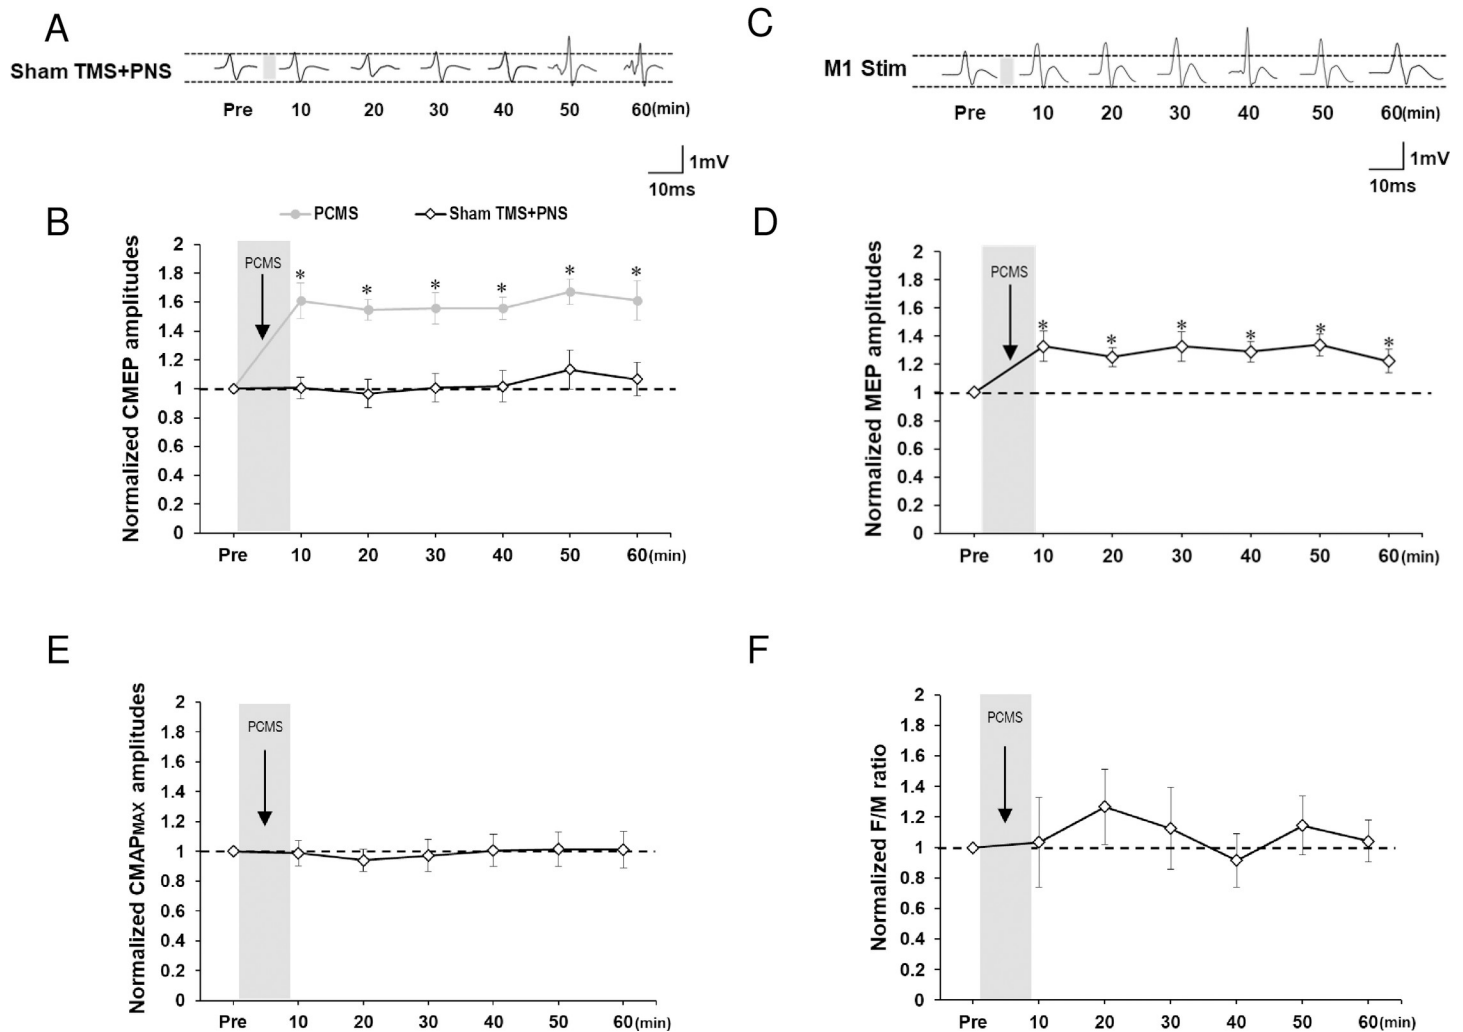 A
Sham TMS+PNS
Pre 10 20 30 40 50 60(min)
1mV
10ms
C
M1 Stim
Pre 10 20 30 40 50 60(min)
1mV
10ms
B
PCMS Sham TMS+PNS
Normalized CMEP amplitudes
2
1.8
1.6
1.4
1.2
1
0.8
0.6
0.4
0.2
0
PCMS
* * * * * *
Pre 10 20 30 40 50 60(min)
D
Normalized MEP amplitudes
2
1.8
1.6
1.4
1.2
1
0.8
0.6
0.4
0.2
0
PCMS
* * * * * *
Pre 10 20 30 40 50 60(min)
E
Normalized CMAPMAX amplitudes
2
1.8
1.6
1.4
1.2
1
0.8
0.6
0.4
0.2
0
PCMS
Pre 10 20 30 40 50 60(min)
F
Normalized F/M ratio
2
1.8
1.6
1.4
1.2
1
0.8
0.6
0.4
0.2
0
PCMS
Pre 10 20 30 40 50 60(min)